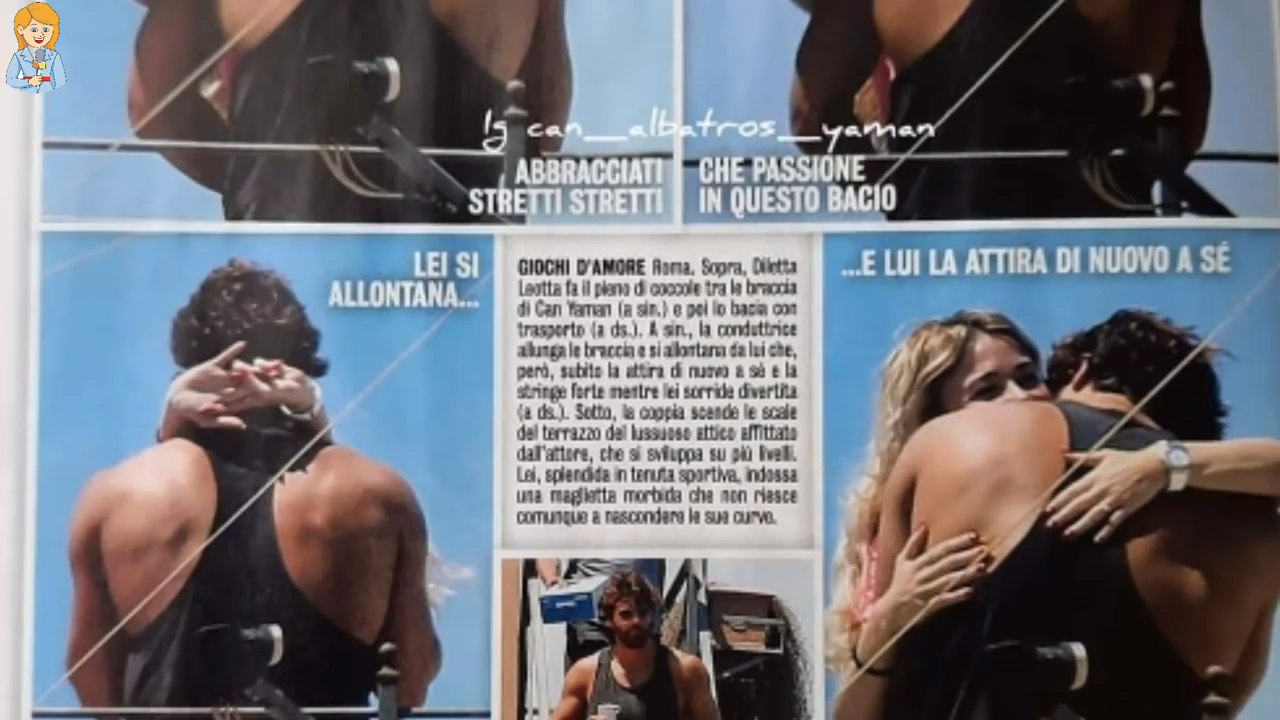 Ig can__albatros__yaman
ABBRACCIATI
STRETTI STRETTI
CHE PASSIONE
IN QUESTO BACIO
LEI SI
ALLONTANA...
GIOCHI D'AMORE Roma. Sopra, Diletta
Leotta fa il pieno di coccole tra le braccia
di Can Yaman (a sin.) e poi lo bacia con
trasporto (a ds.). A sin., la conduttrice
allunga le braccia e si allontana da lui che,
però, subito la attira di nuovo a sé e la
stringe forte mentre lei sorride divertita
(a ds.). Sotto, la coppia scende le scale
del terrazzo del lussuoso attico affittato
dall'attore, che si sviluppa su più livelli.
Lei, splendida in tenuta sportiva, indossa
una maglietta morbida che non riesce
comunque a nascondere le sue curve.
...E LUI LA ATTIRA DI NUOVO A SÉ